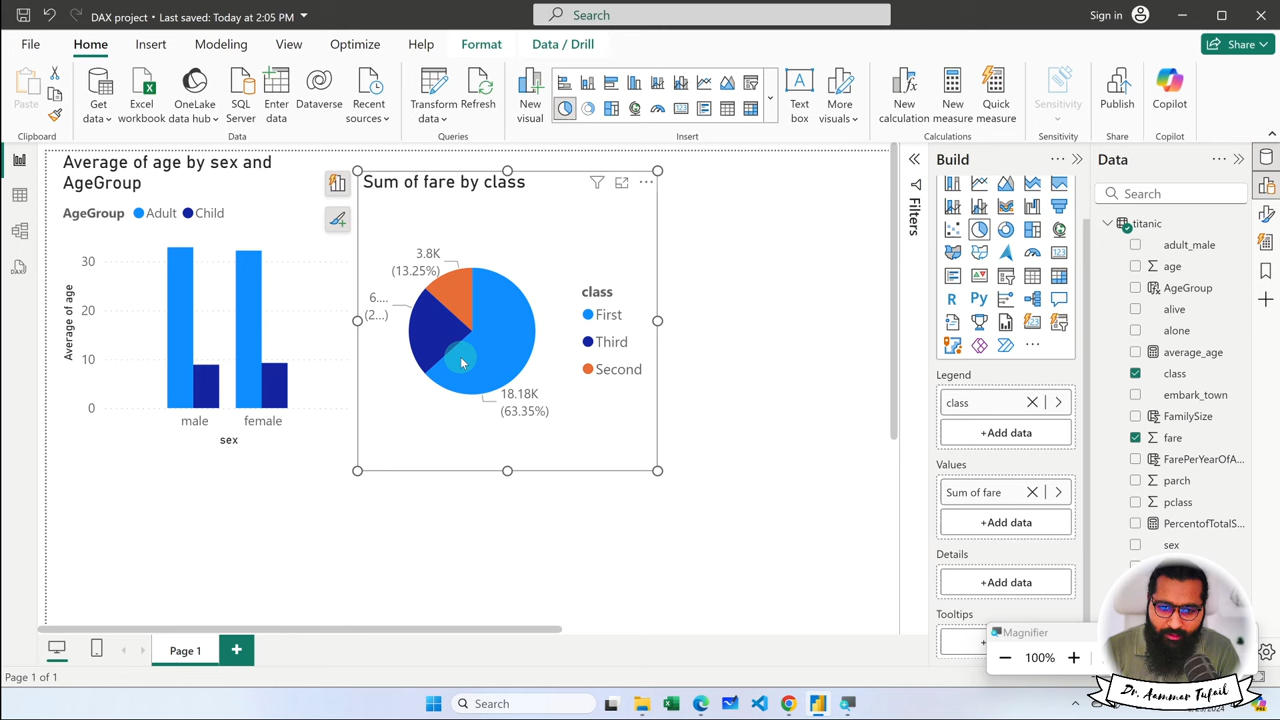 DAX project • Last saved: Today at 2:05 PM
Search
Sign in
File
Home
Insert
Modeling
View
Optimize
Help
Format
Data / Drill
Share
Paste
Get data
Excel workbook
OneLake data hub
SQL Server
Enter data
Dataverse
Recent sources
Transform data
Refresh
New visual
Text box
More visuals
New calculation
New measure
Quick measure
Sensitivity
Publish
Copilot
Clipboard
Data
Queries
Insert
Calculations
Sensitivity
Share
Copilot
Average of age by sex and
AgeGroup
AgeGroup Adult Child
Average of age
30
20
10
0
male
female
sex
Sum of fare by class
3.8K
(13.25%)
6....
(2...)
18.18K
(63.35%)
class
First
Third
Second
Filters
Build
R
Py
123
Legend
class
+Add data
Values
Sum of fare
+Add data
Details
+Add data
Tooltips
Data
Search
titanic
adult_male
age
AgeGroup
alive
alone
average_age
class
embark_town
FamilySize
fare
FarePerYearOfA...
parch
pclass
PercentofTotalS...
sex
Magnifier
100%
Dr. Aammar Tufail
Page 1
Page 1 of 1
Search